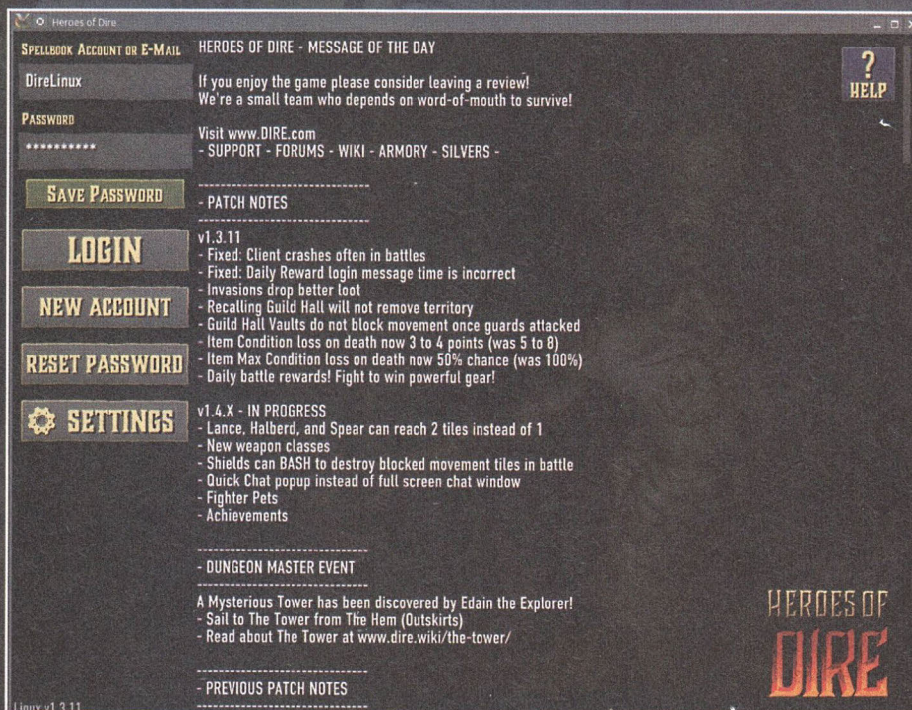 Heroes of Dire
SPELLBOOK ACCOUNT OR E-MAIL
DireLinux
PASSWORD
**********
SAVE PASSWORD
LOGIN
NEW ACCOUNT
RESET PASSWORD
SETTINGS
HEROES OF DIRE - MESSAGE OF THE DAY
If you enjoy the game please consider leaving a review!
We're a small team who depends on word-of-mouth to survive!
Visit www.DIRE.com
- SUPPORT - FORUMS - WIKI - ARMORY - SILVERS -
--------------------------------
- PATCH NOTES
--------------------------------
v1.3.11
- Fixed: Client crashes often in battles
- Fixed: Daily Reward login message time is incorrect
- Invasions drop better loot
- Recalling Guild Hall will not remove territory
- Guild Hall Vaults do not block movement once guards attacked
- Item Condition loss on death now 3 to 4 points (was 5 to 8)
- Item Max Condition loss on death now 50% chance (was 100%)
- Daily battle rewards! Fight to win powerful gear!
v1.4.X - IN PROGRESS
- Lance, Halberd, and Spear can reach 2 tiles instead of 1
- New weapon classes
- Shields can BASH to destroy blocked movement tiles in battle
- Quick Chat popup instead of full screen chat window
- Fighter Pets
- Achievements
--------------------------------
- DUNGEON MASTER EVENT
--------------------------------
A Mysterious Tower has been discovered by Edain the Explorer!
- Sail to The Tower from The Hem (Outskirts)
- Read about The Tower at www.dire.wiki/the-tower/
--------------------------------
- PREVIOUS PATCH NOTES
--------------------------------
?
HELP
HEROES OF
DIRE
Linux v1.3.11